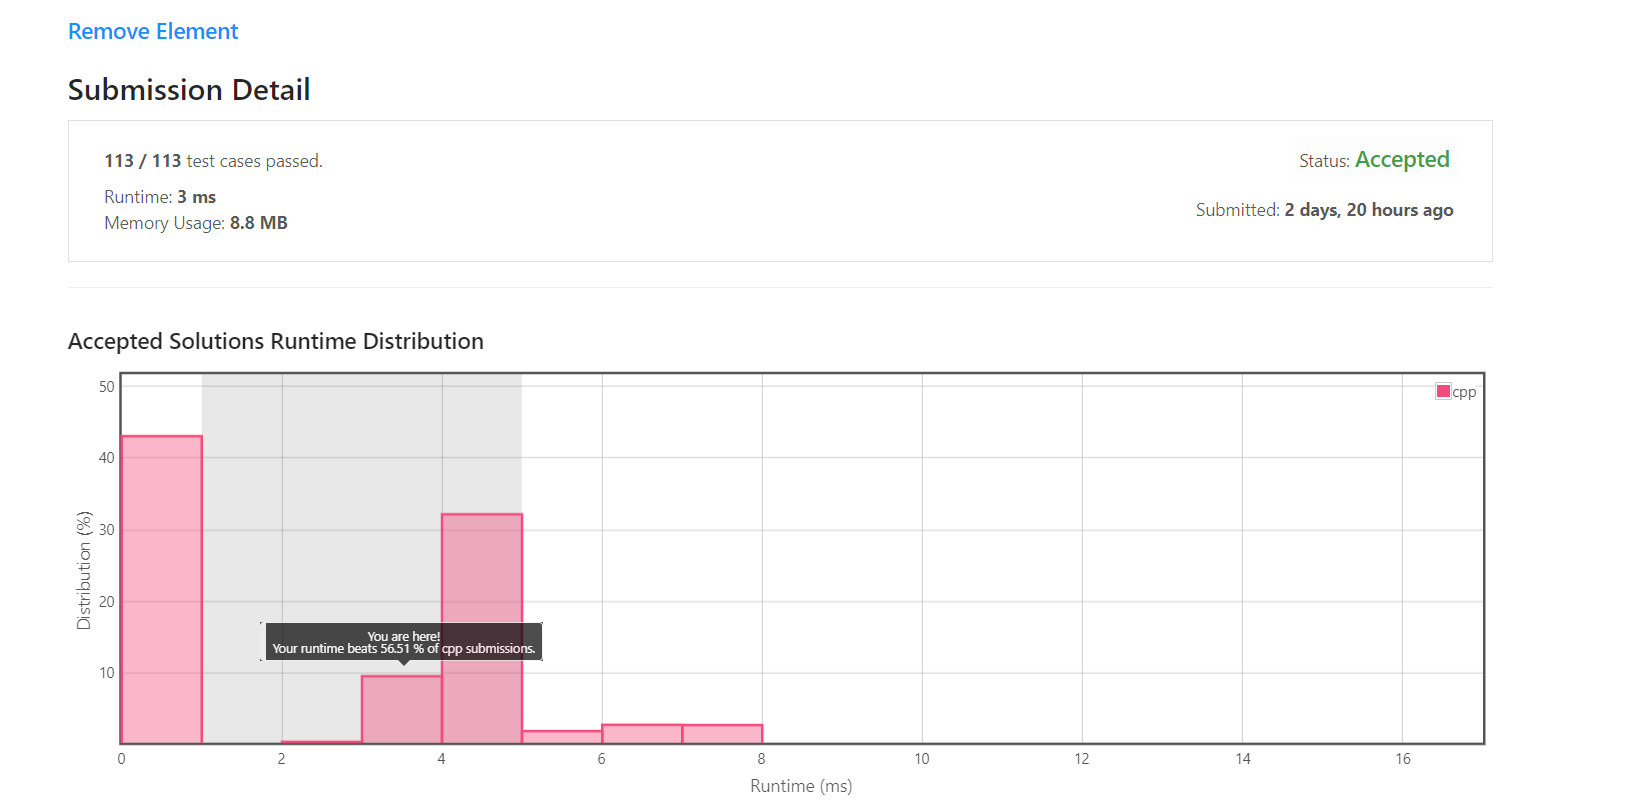 Remove Element
Submission Detail
113 / 113 test cases passed.
Status: Accepted
Runtime: 3 ms
Submitted: 2 days, 20 hours ago
Memory Usage: 8.8 MB
Accepted Solutions Runtime Distribution
50
40
30
20
10
Distribution (%)
cpp
You are here!
Your runtime beats 56.51 % of cpp submissions.
0 2 4 6 8 10 12 14 16
Runtime (ms)